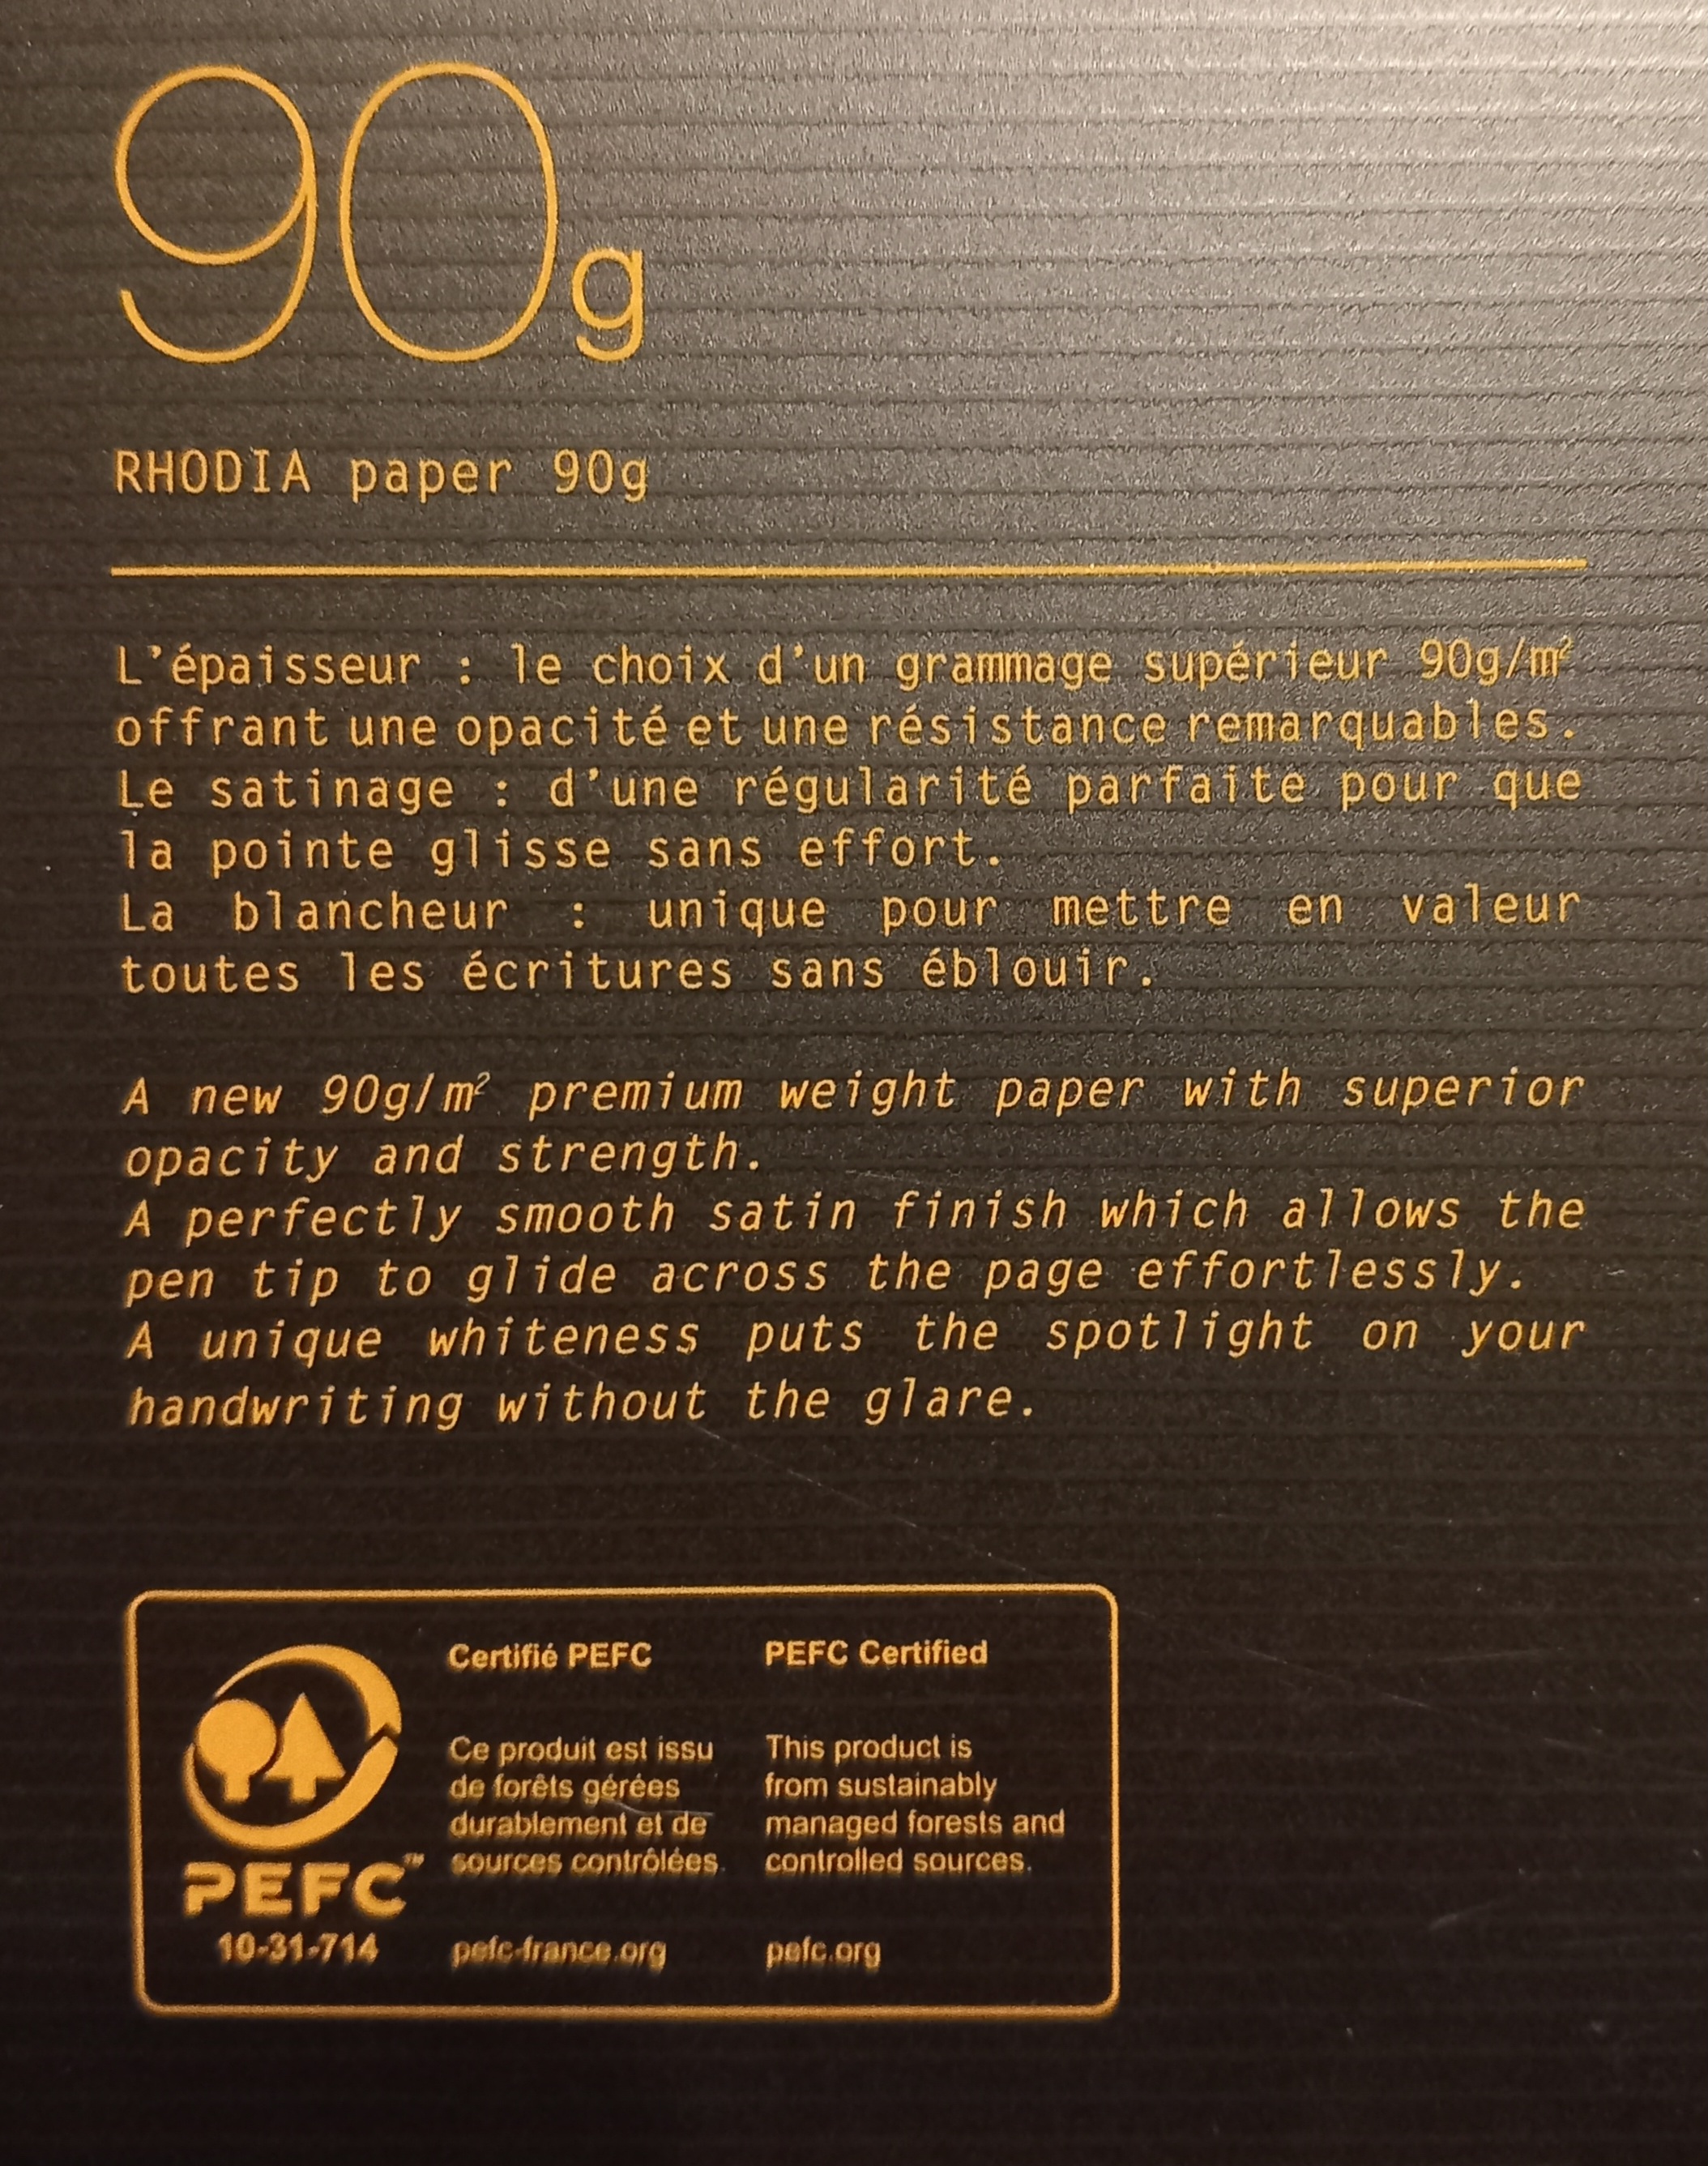 90g
RHODIA paper 90g
L'épaisseur : le choix d'un grammage supérieur 90g/m²
offrant une opacité et une résistance remarquables.
Le satinage : d'une régularité parfaite pour que
la pointe glisse sans effort.
La blancheur : unique pour mettre en valeur
toutes les écritures sans éblouir.
A new 90g/m² premium weight paper with superior
opacity and strength.
A perfectly smooth satin finish which allows the
pen tip to glide across the page effortlessly.
A unique whiteness puts the spotlight on your
handwriting without the glare.
PEFC™
10-31-714
Certifié PEFC
Ce produit est issu
de forêts gérées
durablement et de
sources contrôlées.
pefc-france.org
PEFC Certified
This product is
from sustainably
managed forests and
controlled sources.
pefc.org